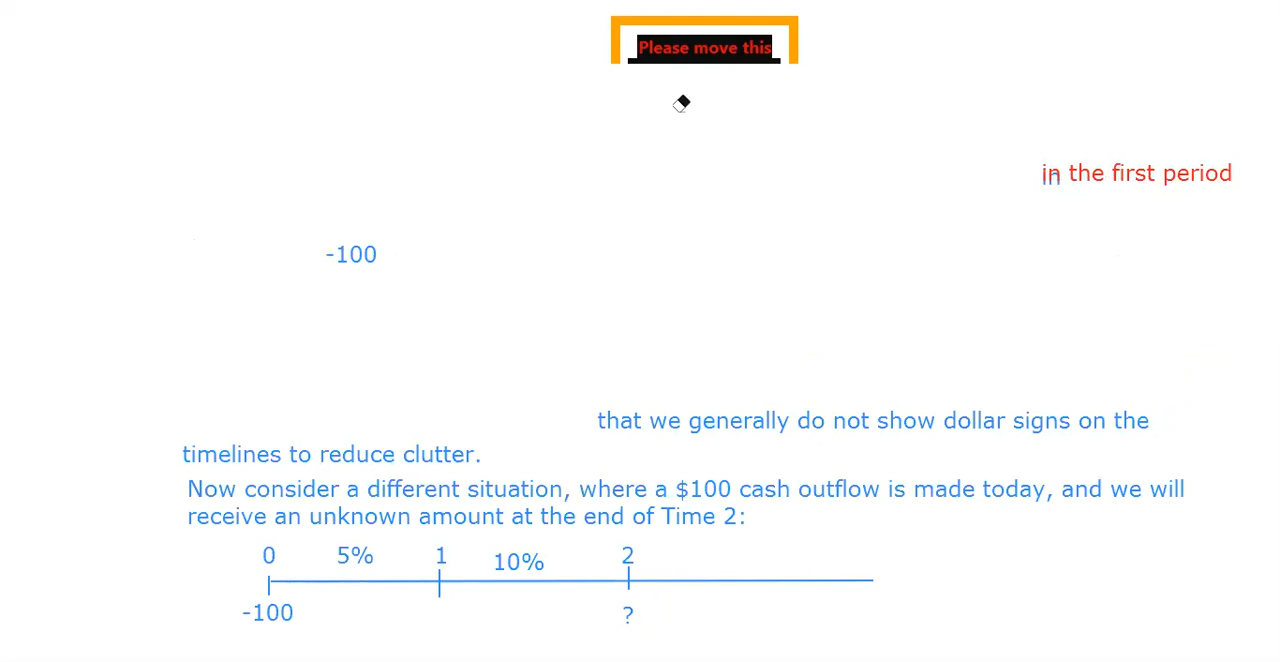 Please move this
in the first period
in
-100
that we generally do not show dollar signs on the
timelines to reduce clutter.
Now consider a different situation, where a $100 cash outflow is made today, and we will
receive an unknown amount at the end of Time 2:
0 5% 1 10% 2
-100 ?